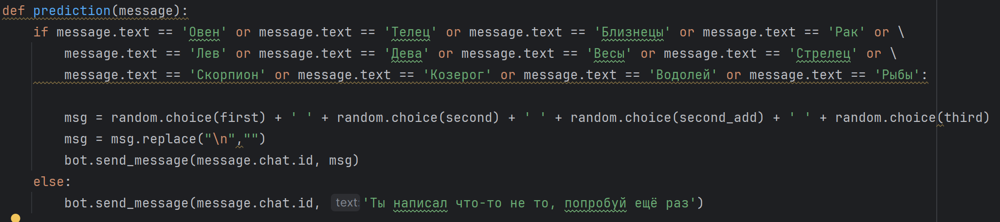 def prediction(message):
if message.text == 'Овен' or message.text == 'Телец' or message.text == 'Близнецы' or message.text == 'Рак' or \
message.text == 'Лев' or message.text == 'Дева' or message.text == 'Весы' or message.text == 'Стрелец' or \
message.text == 'Скорпион' or message.text == 'Козерог' or message.text == 'Водолей' or message.text == 'Рыбы':
msg = random.choice(first) + ' ' + random.choice(second) + ' ' + random.choice(second_add) + ' ' + random.choice(third)
msg = msg.replace("\n","")
bot.send_message(message.chat.id, msg)
else:
bot.send_message(message.chat.id, text: 'Ты написал что-то не то, попробуй ещё раз')